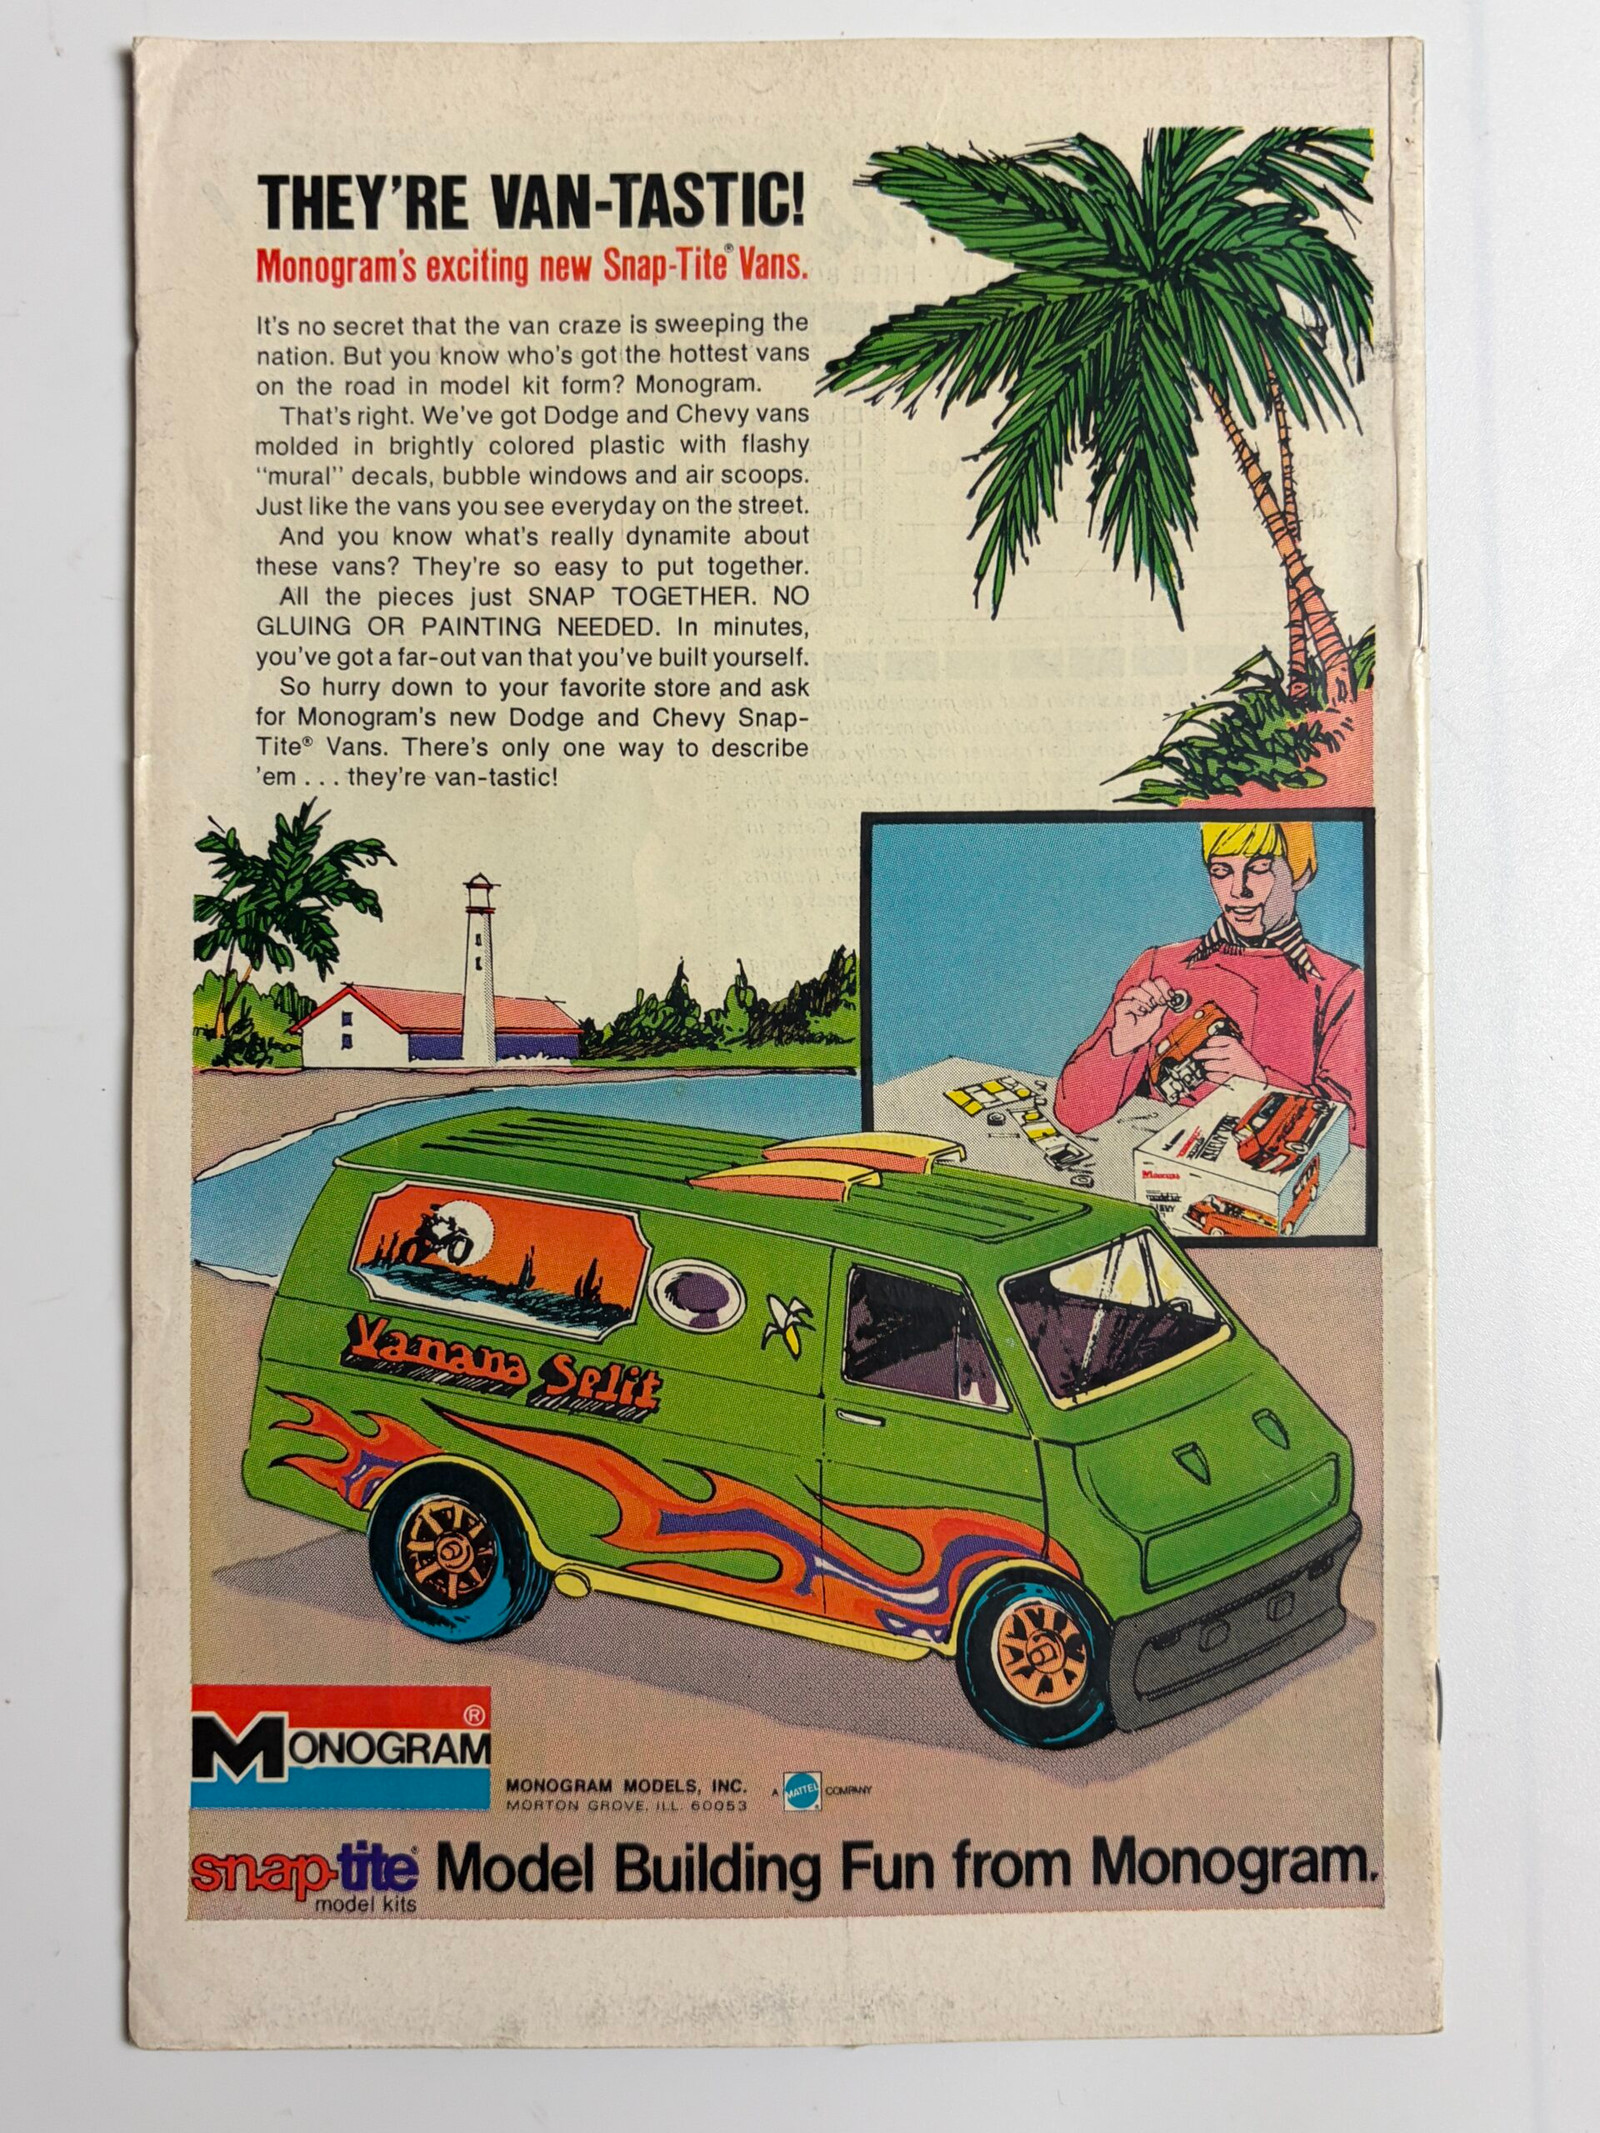 THEY'RE VAN-TASTIC!
Monogram's exciting new Snap-Tite® Vans.
It's no secret that the van craze is sweeping the
nation. But you know who's got the hottest vans
on the road in model kit form? Monogram.
That's right. We've got Dodge and Chevy vans
molded in brightly colored plastic with flashy
"mural" decals, bubble windows and air scoops.
Just like the vans you see everyday on the street.
And you know what's really dynamite about
these vans? They're so easy to put together.
All the pieces just SNAP TOGETHER. NO
GLUING OR PAINTING NEEDED. In minutes,
you've got a far-out van that you've built yourself.
So hurry down to your favorite store and ask
for Monogram's new Dodge and Chevy Snap-
Tite® Vans. There's only one way to describe
'em . . . they're van-tastic!
Vanana Split
MONOGRAM ®
MONOGRAM MODELS, INC.
MORTON GROVE, ILL. 60053
A MATTEL COMPANY
snap-tite® Model Building Fun from Monogram.
model kits